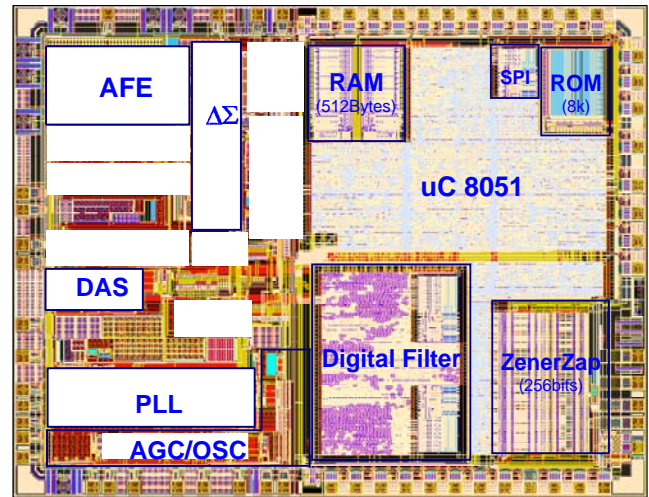 AFE
ΔΣ
RAM
(512Bytes)
SPI
ROM
(8k)
uC 8051
DAS
Digital Filter
ZenerZap
(256bits)
PLL
AGC/OSC